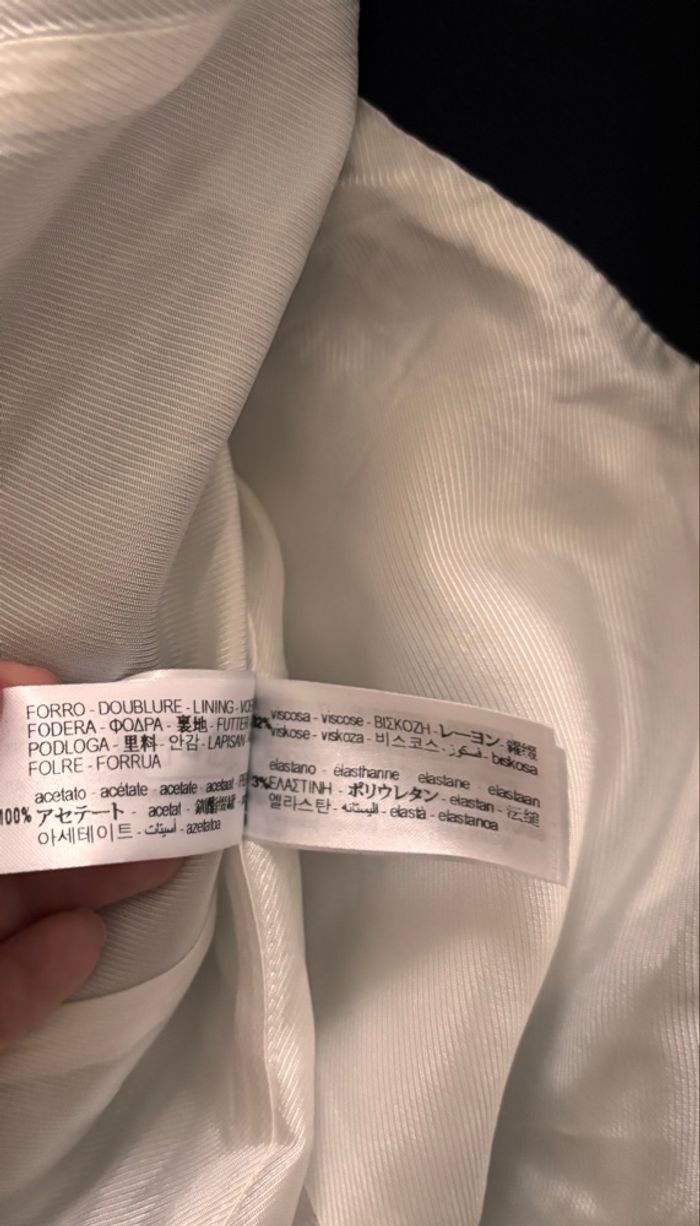 FORRO - DOUBLURE - LINING -
FODERA - ΦΟΔΡΑ - 裏地 - FUTTER
PODLOGA - 里料 - 안감 - LAPISAN
FOLRE - FORRUA
acetato - acétate - acetate - acetaat -
100% アセテート - acetat -
아세테이트 - أسيتات - azetatoa
viscosa - viscose - ΒΙΣΚΟΖΗ - レーヨン -
viskose - viskoza - 비스코스 - فسكوز - biskosa
elastano - élasthanne elastane - elastaan
3% ΕΛΑΣΤΙΝΗ - ポリウレタン - elastan -
엘라스탄 - اليستانه - elastà - elastanoa